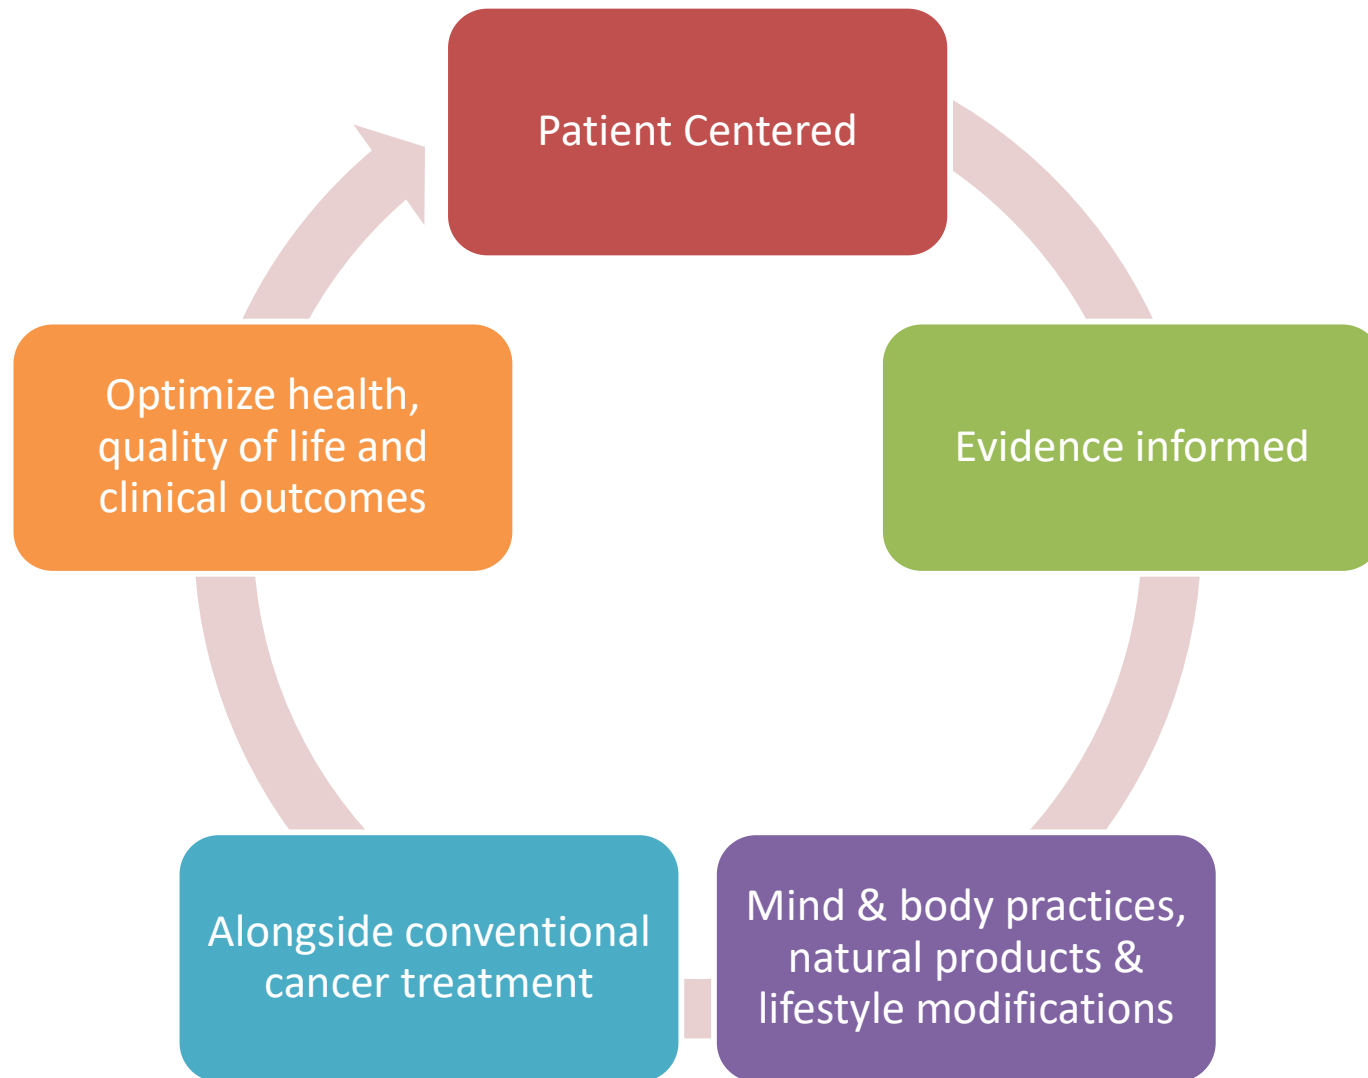 Patient Centered
Evidence informed
Mind & body practices,
natural products &
lifestyle modifications
Alongside conventional
cancer treatment
Optimize health,
quality of life and
clinical outcomes